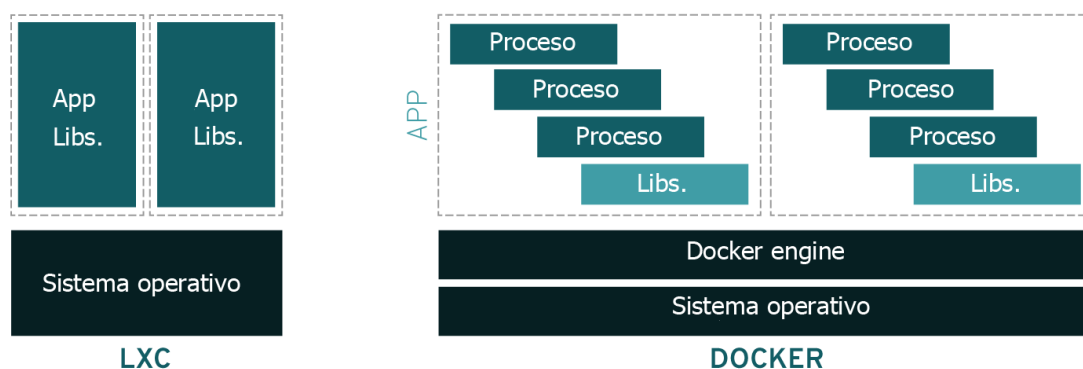 App
Libs.
App
Libs.
Sistema operativo
LXC
APP
Proceso
Proceso
Proceso
Libs.
Proceso
Proceso
Proceso
Libs.
Docker engine
Sistema operativo
DOCKER